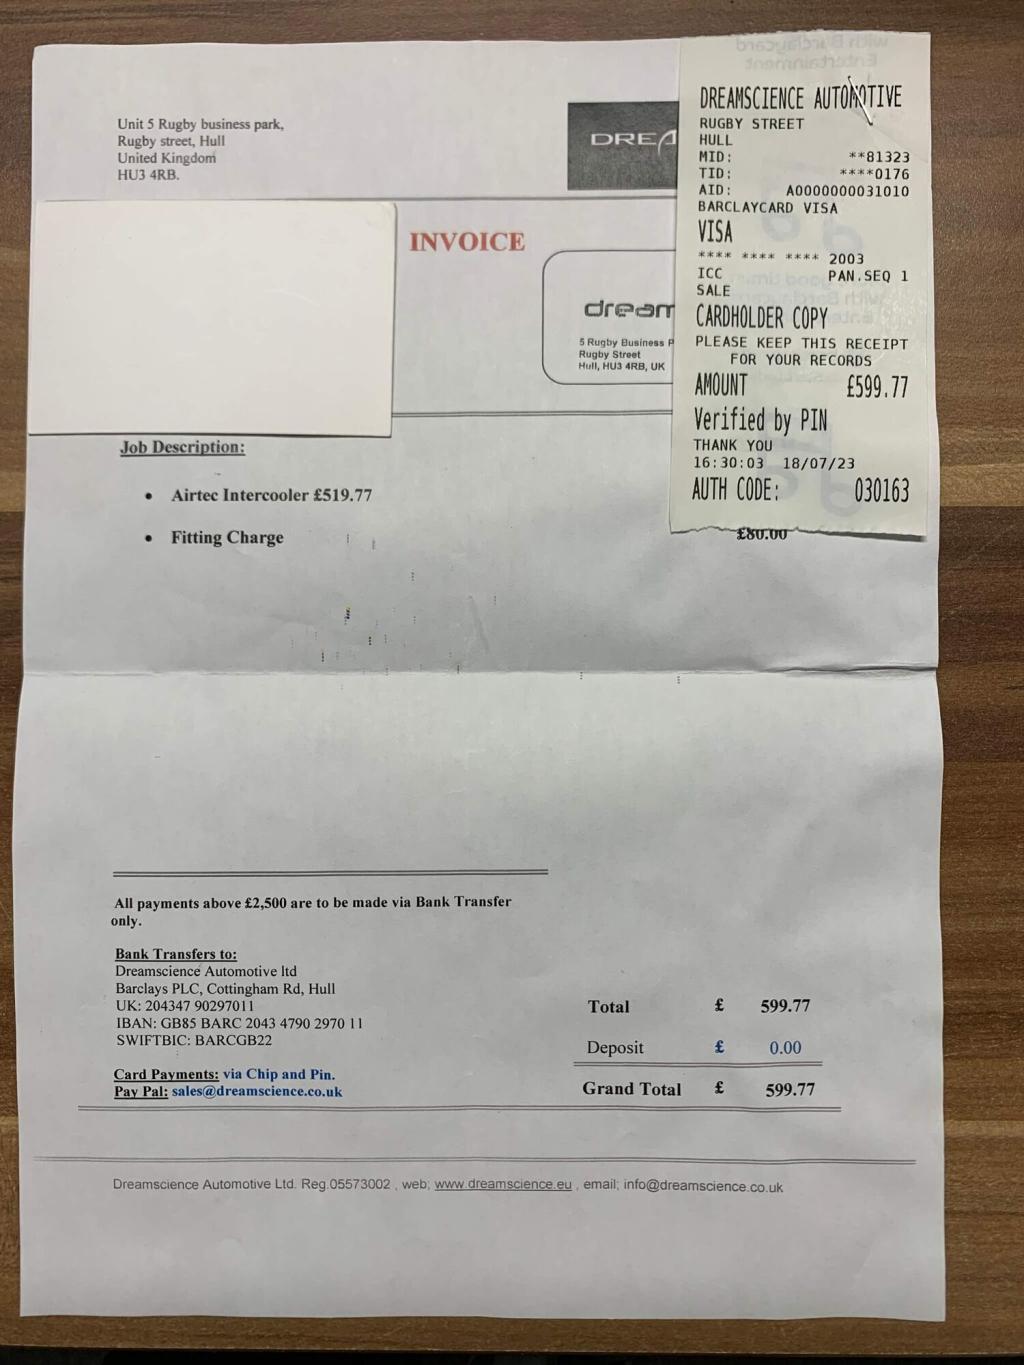 Unit 5 Rugby business park,
Rugby street, Hull
United Kingdom
HU3 4RB.
INVOICE
5 Rugby Business
Rugby Street
Hull, HU3 4RB, UK
DREAMSCIENCE AUTOMOTIVE
RUGBY STREET
HULL
MID: **81323
TID: ****0176
AID: A0000000031010
BARCLAYCARD VISA
VISA
**** **** **** 2003
ICC PAN.SEQ 1
SALE
CARDHOLDER COPY
PLEASE KEEP THIS RECEIPT
FOR YOUR RECORDS
AMOUNT £599.77
Verified by PIN
THANK YOU
16:30:03 18/07/23
AUTH CODE: 030163
Job Description:
• Airtec Intercooler £519.77
• Fitting Charge £80.00
All payments above £2,500 are to be made via Bank Transfer
only.
Bank Transfers to:
Dreamscience Automotive ltd
Barclays PLC, Cottingham Rd, Hull
UK: 204347 90297011
IBAN: GB85 BARC 2043 4790 2970 11
SWIFTBIC: BARCGB22
Card Payments: via Chip and Pin.
Pay Pal: sales@dreamscience.co.uk
Total £ 599.77
Deposit £ 0.00
Grand Total £ 599.77
Dreamscience Automotive Ltd. Reg.05573002 , web; www.dreamscience.eu , email; info@dreamscience.co.uk